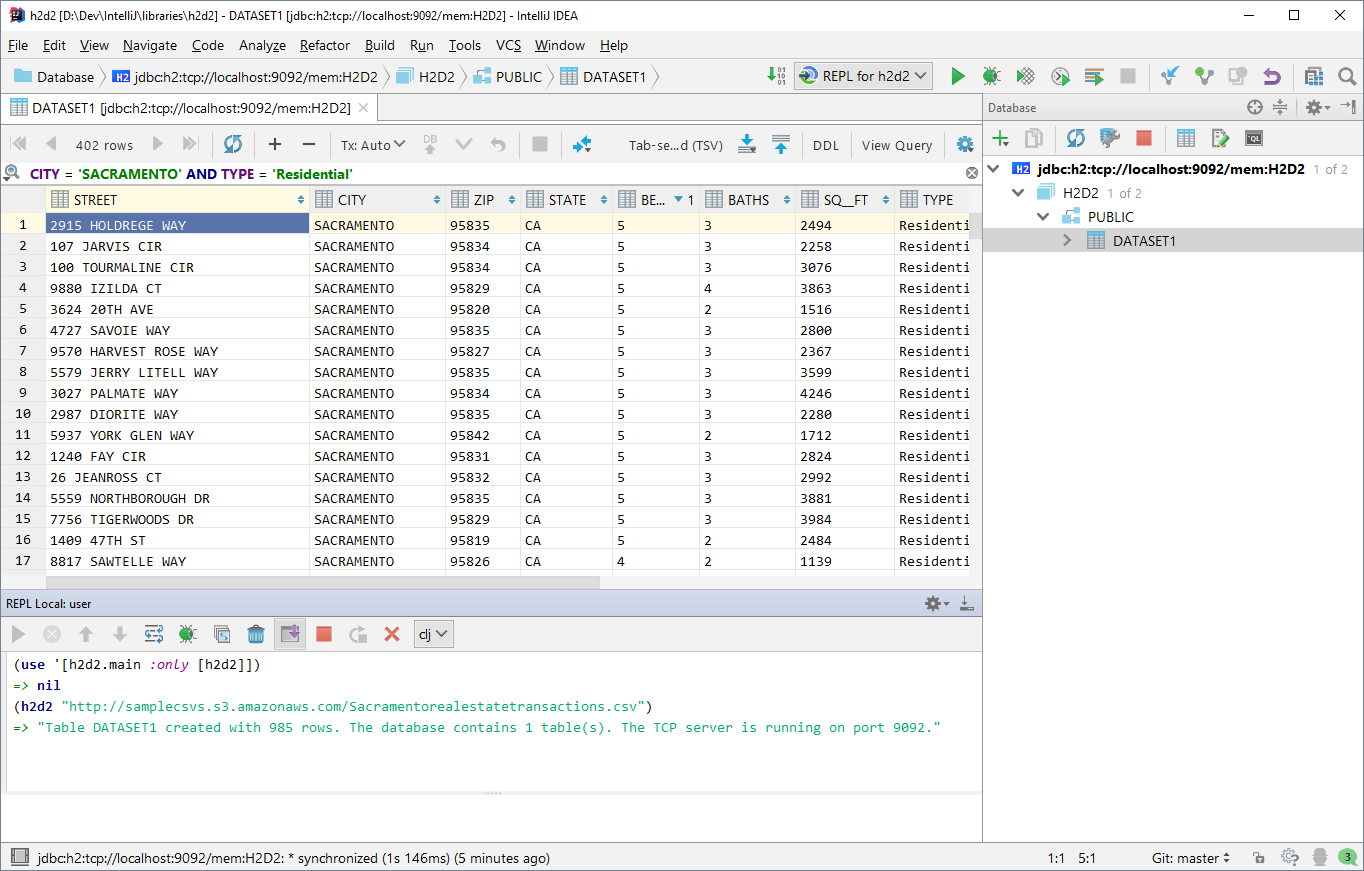 h2d2 [D:\Dev\IntelliJ\libraries\h2d2] - DATASET1 [jdbc:h2:tcp://localhost:9092/mem:H2D2] - IntelliJ IDEA
File Edit View Navigate Code Analyze Refactor Build Run Tools VCS Window Help
Database H2 jdbc:h2:tcp://localhost:9092/mem:H2D2 H2D2 PUBLIC DATASET1 REPL for h2d2
DATASET1 [jdbc:h2:tcp://localhost:9092/mem:H2D2]
402 rows Tx: Auto DB Tab-se...d (TSV) DDL View Query
CITY = 'SACRAMENTO' AND TYPE = 'Residential'
STREET CITY ZIP STATE BE... 1 BATHS SQ__FT TYPE
1 2915 HOLDREGE WAY SACRAMENTO 95835 CA 5 3 2494 Residenti
2 107 JARVIS CIR SACRAMENTO 95834 CA 5 3 2258 Residenti
3 100 TOURMALINE CIR SACRAMENTO 95834 CA 5 3 3076 Residenti
4 9880 IZILDA CT SACRAMENTO 95829 CA 5 4 3863 Residenti
5 3624 20TH AVE SACRAMENTO 95820 CA 5 2 1516 Residenti
6 4727 SAVOIE WAY SACRAMENTO 95835 CA 5 3 2800 Residenti
7 9570 HARVEST ROSE WAY SACRAMENTO 95827 CA 5 3 2367 Residenti
8 5579 JERRY LITELL WAY SACRAMENTO 95835 CA 5 3 3599 Residenti
9 3027 PALMATE WAY SACRAMENTO 95834 CA 5 3 4246 Residenti
10 2987 DIORITE WAY SACRAMENTO 95835 CA 5 3 2280 Residenti
11 5937 YORK GLEN WAY SACRAMENTO 95842 CA 5 2 1712 Residenti
12 1240 FAY CIR SACRAMENTO 95831 CA 5 3 2824 Residenti
13 26 JEANROSS CT SACRAMENTO 95832 CA 5 3 2992 Residenti
14 5559 NORTHBOROUGH DR SACRAMENTO 95835 CA 5 3 3881 Residenti
15 7756 TIGERWOODS DR SACRAMENTO 95829 CA 5 3 3984 Residenti
16 1409 47TH ST SACRAMENTO 95819 CA 5 2 2484 Residenti
17 8817 SAWTELLE WAY SACRAMENTO 95826 CA 4 2 1139 Residenti
Database
QL
H2 jdbc:h2:tcp://localhost:9092/mem:H2D2 1 of 2
H2D2 1 of 2
PUBLIC
DATASET1
REPL Local: user
clj
(use '[h2d2.main :only [h2d2]])
=> nil
(h2d2 "http://samplecsvs.s3.amazonaws.com/Sacramentorealestatetransactions.csv")
=> "Table DATASET1 created with 985 rows. The database contains 1 table(s). The TCP server is running on port 9092."
jdbc:h2:tcp://localhost:9092/mem:H2D2: * synchronized (1s 146ms) (5 minutes ago) 1:1 5:1 Git: master 3